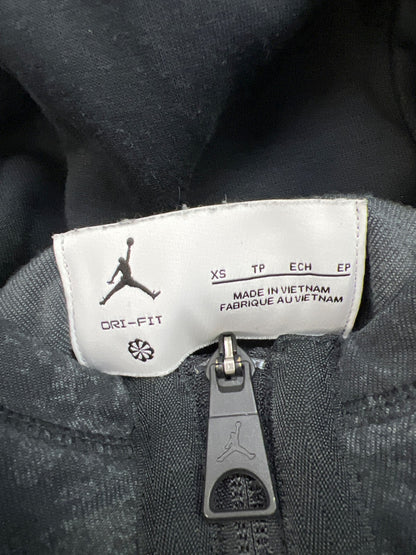 XS TP ECH EP
MADE IN VIETNAM
FABRIQUE AU VIETNAM
DRI-FIT